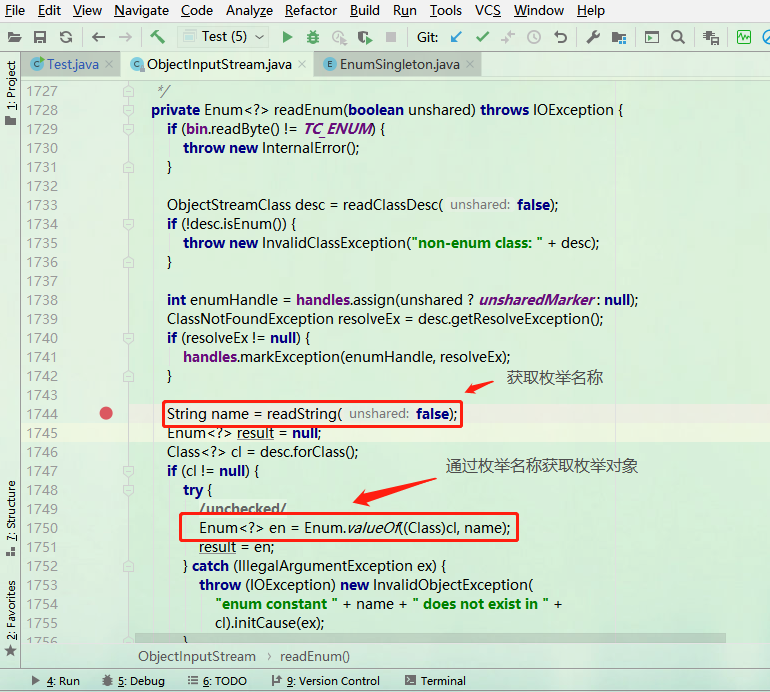 File Edit View Navigate Code Analyze Refactor Build Run Tools VCS Window Help
Test (5) Git:
Test.java ObjectInputStream.java EnumSingleton.java
1: Project
7: Structure
2: Favorites
1727 */
1728 private Enum<?> readEnum(boolean unshared) throws IOException {
1729 if (bin.readByte() != TC_ENUM) {
1730 throw new InternalError();
1731 }
1732
1733 ObjectStreamClass desc = readClassDesc( unshared: false);
1734 if (!desc.isEnum()) {
1735 throw new InvalidClassException("non-enum class: " + desc);
1736 }
1737
1738 int enumHandle = handles.assign(unshared ? unsharedMarker : null);
1739 ClassNotFoundException resolveEx = desc.getResolveException();
1740 if (resolveEx != null) {
1741 handles.markException(enumHandle, resolveEx);
1742 }
获取枚举名称
1743
1744 String name = readString( unshared: false);
1745 Enum<?> result = null;
1746 Class<?> cl = desc.forClass();
1747 if (cl != null) {
通过枚举名称获取枚举对象
1748 try {
1749 /unchecked/
1750 Enum<?> en = Enum.valueOf((Class)cl, name);
1751 result = en;
1752 } catch (IllegalArgumentException ex) {
1753 throw (IOException) new InvalidObjectException(
1754 "enum constant " + name + " does not exist in " +
1755 cl).initCause(ex);
1756 }
ObjectInputStream › readEnum()
4: Run 5: Debug 6: TODO 9: Version Control Terminal